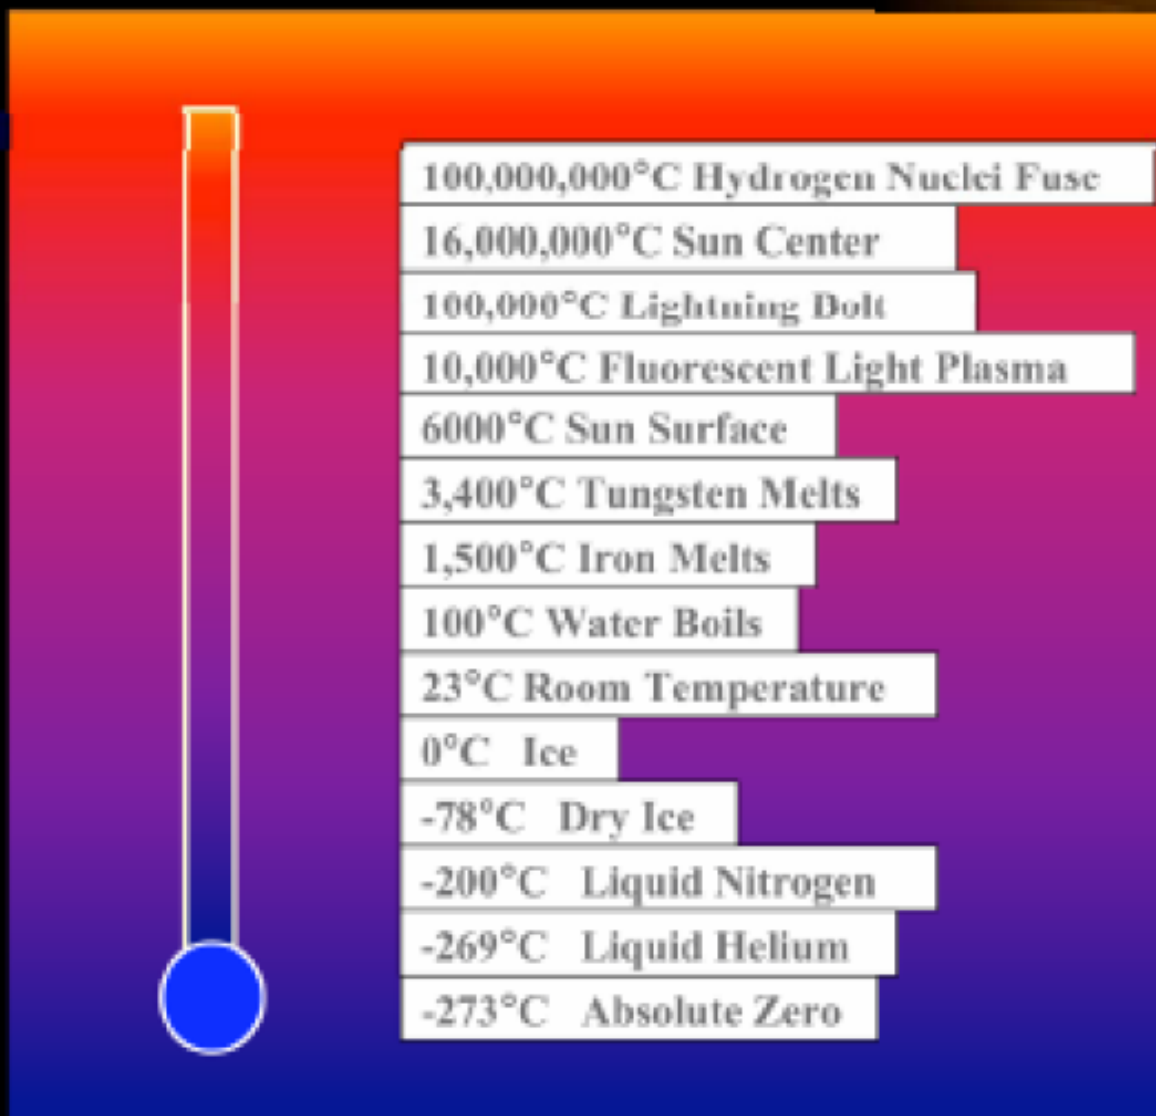 100,000,000°C Hydrogen Nuclei Fuse
16,000,000°C Sun Center
100,000°C Lightning Bolt
10,000°C Fluorescent Light Plasma
6000°C Sun Surface
3,400°C Tungsten Melts
1,500°C Iron Melts
100°C Water Boils
23°C Room Temperature
0°C Ice
-78°C Dry Ice
-200°C Liquid Nitrogen
-269°C Liquid Helium
-273°C Absolute Zero